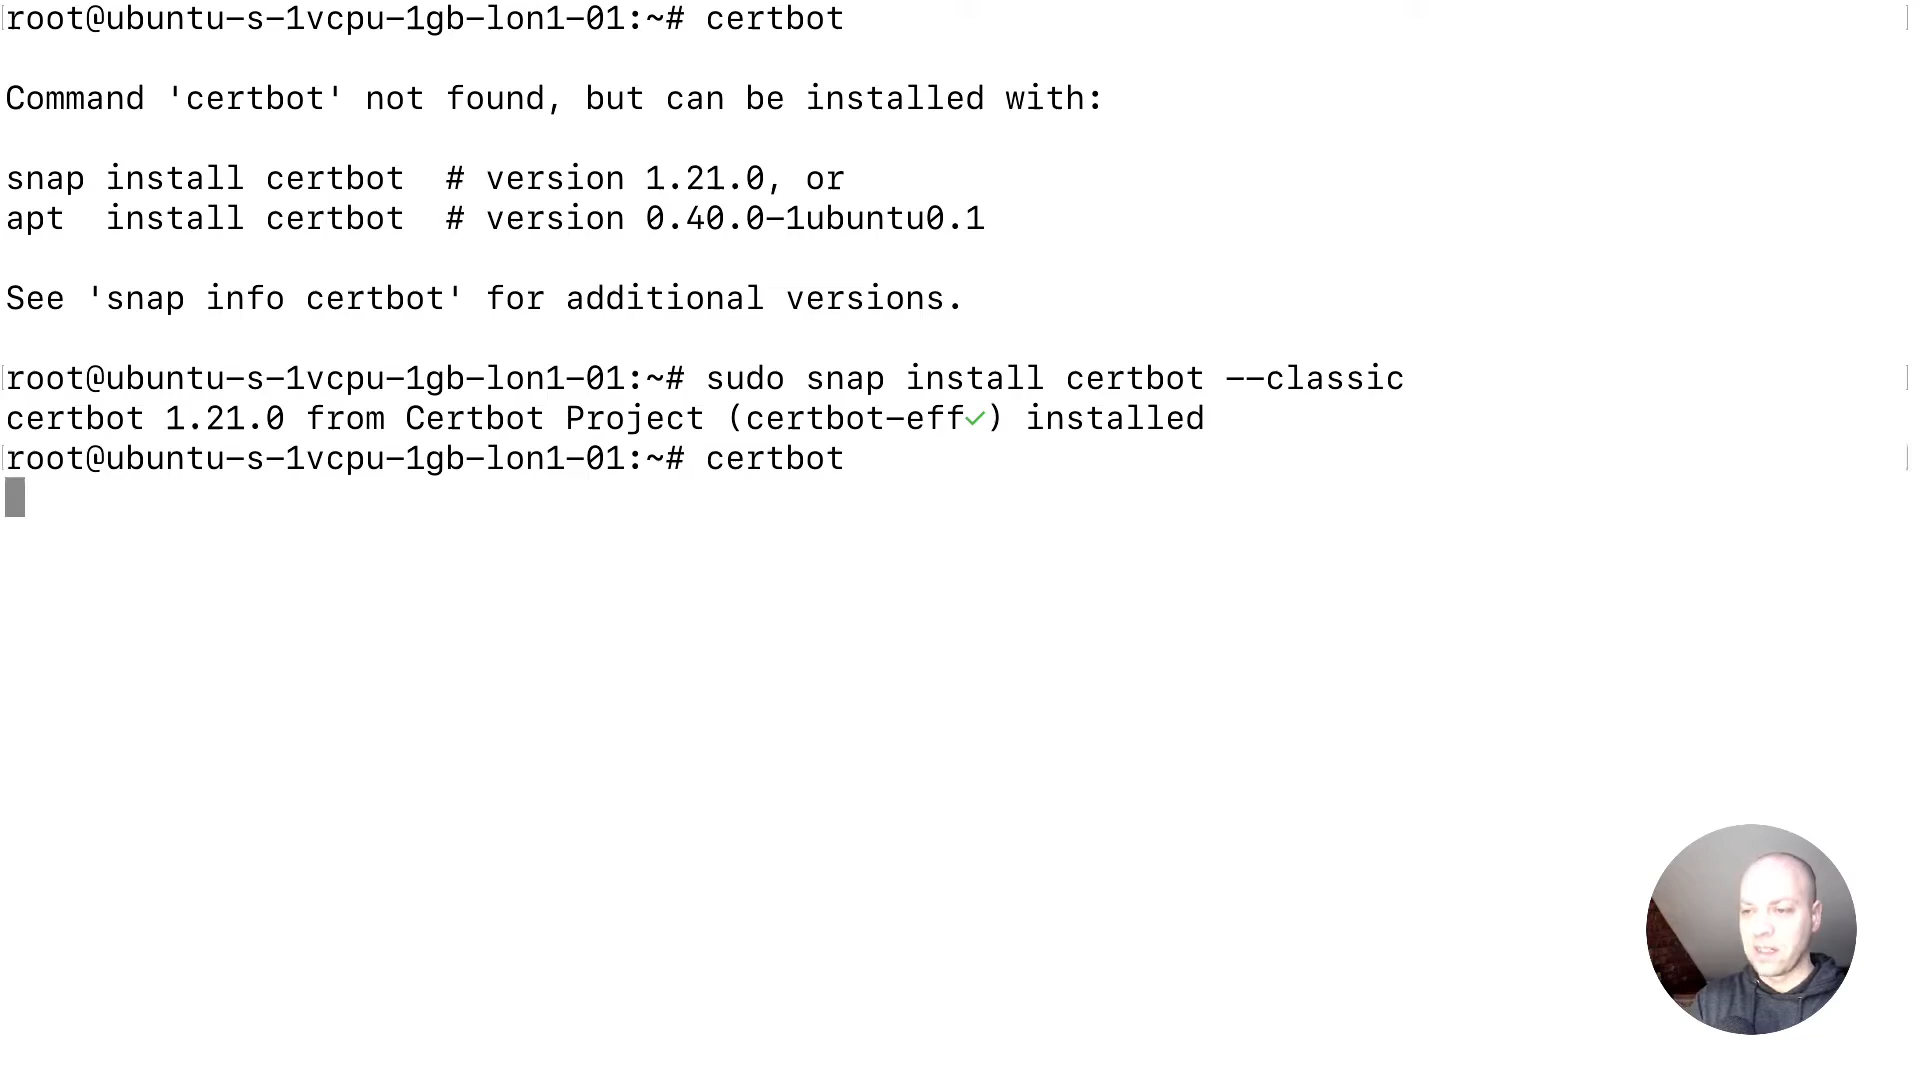 root@ubuntu-s-1vcpu-1gb-lon1-01:~# certbot
Command 'certbot' not found, but can be installed with:
snap install certbot  # version 1.21.0, or
apt  install certbot  # version 0.40.0-1ubuntu0.1
See 'snap info certbot' for additional versions.
root@ubuntu-s-1vcpu-1gb-lon1-01:~# sudo snap install certbot --classic
certbot 1.21.0 from Certbot Project (certbot-eff✓) installed
root@ubuntu-s-1vcpu-1gb-lon1-01:~# certbot